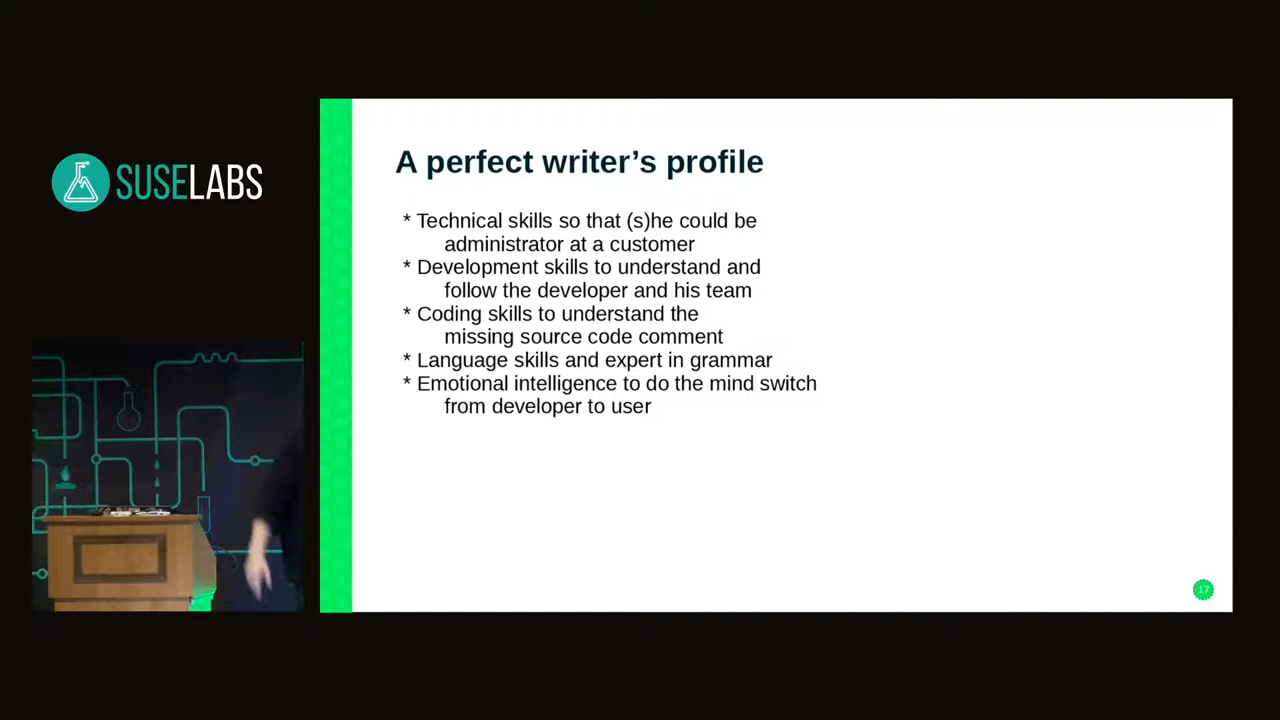 SUSELABS
A perfect writer’s profile
* Technical skills so that (s)he could be
administrator at a customer
* Development skills to understand and
follow the developer and his team
* Coding skills to understand the
missing source code comment
* Language skills and expert in grammar
* Emotional intelligence to do the mind switch
from developer to user
17